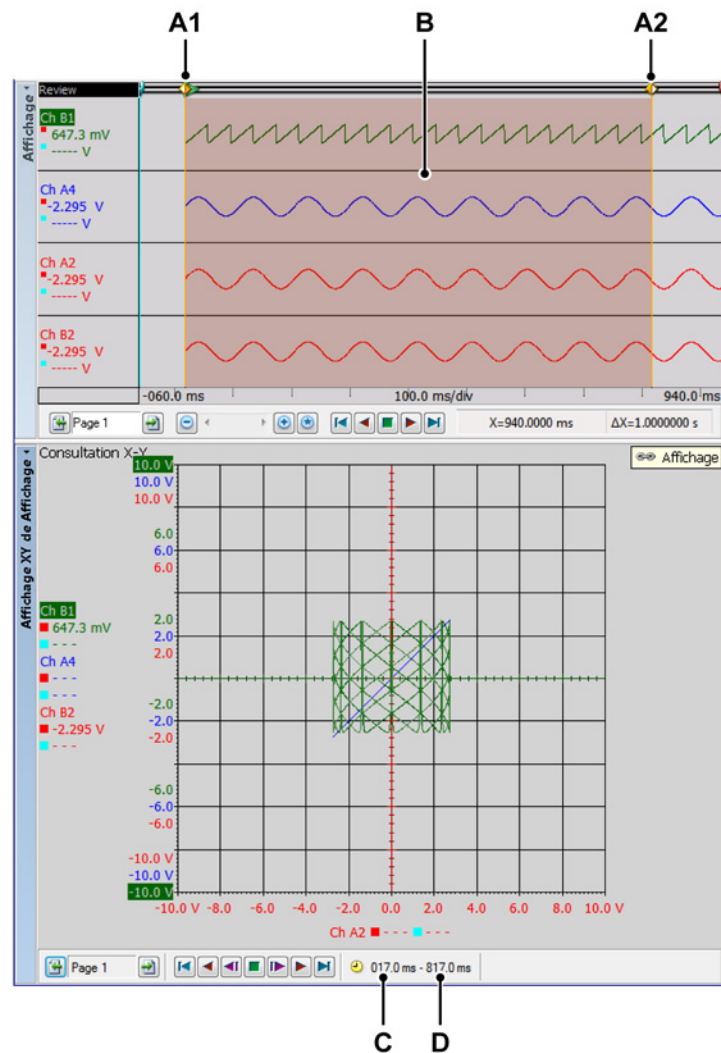 A1 B A2
Affichage
Review
Ch B1
647.3 mV
----- V
Ch A4
-2.295 V
----- V
Ch A2
-2.295 V
----- V
Ch B2
-2.295 V
----- V
-060.0 ms 100.0 ms/div 940.0 ms
Page 1 X=940.0000 ms ΔX=1.0000000 s
Affichage XY de Affichage
Consultation X-Y
Affichage
10.0 V
10.0 V
10.0 V
6.0
6.0
6.0
Ch B1
647.3 mV
- - -
Ch A4
- - -
- - -
Ch B2
-2.295 V
- - -
2.0
2.0
2.0
-2.0
-2.0
-2.0
-6.0
-6.0
-6.0
-10.0 V
-10.0 V
-10.0 V
-10.0 V -8.0 -6.0 -4.0 -2.0 0.0 2.0 4.0 6.0 8.0 10.0 V
Ch A2 - - - - - -
Page 1 017.0 ms - 817.0 ms
C D